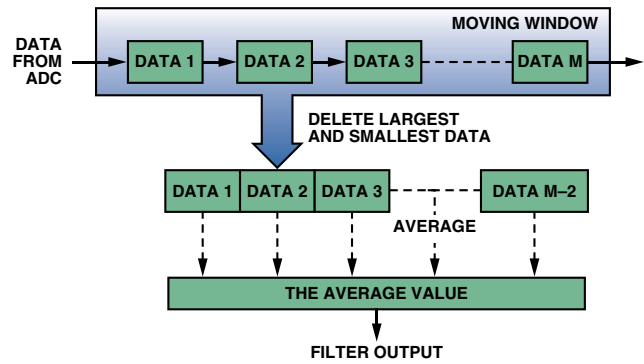 MOVING WINDOW
DATA
FROM
ADC
DATA 1
DATA 2
DATA 3
DATA M
DELETE LARGEST
AND SMALLEST DATA
DATA 1
DATA 2
DATA 3
DATA M–2
AVERAGE
THE AVERAGE VALUE
FILTER OUTPUT